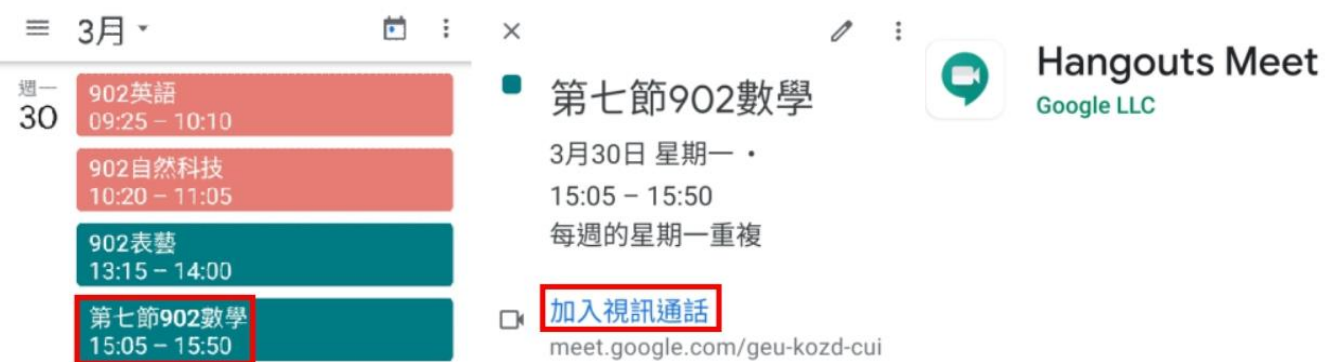 3月
週一
30
902英語
09:25 – 10:10
902自然科技
10:20 – 11:05
902表藝
13:15 – 14:00
第七節902數學
15:05 – 15:50
第七節902數學
3月30日 星期一 •
15:05 – 15:50
每週的星期一重複
加入視訊通話
meet.google.com/geu-kozd-cui
Hangouts Meet
Google LLC